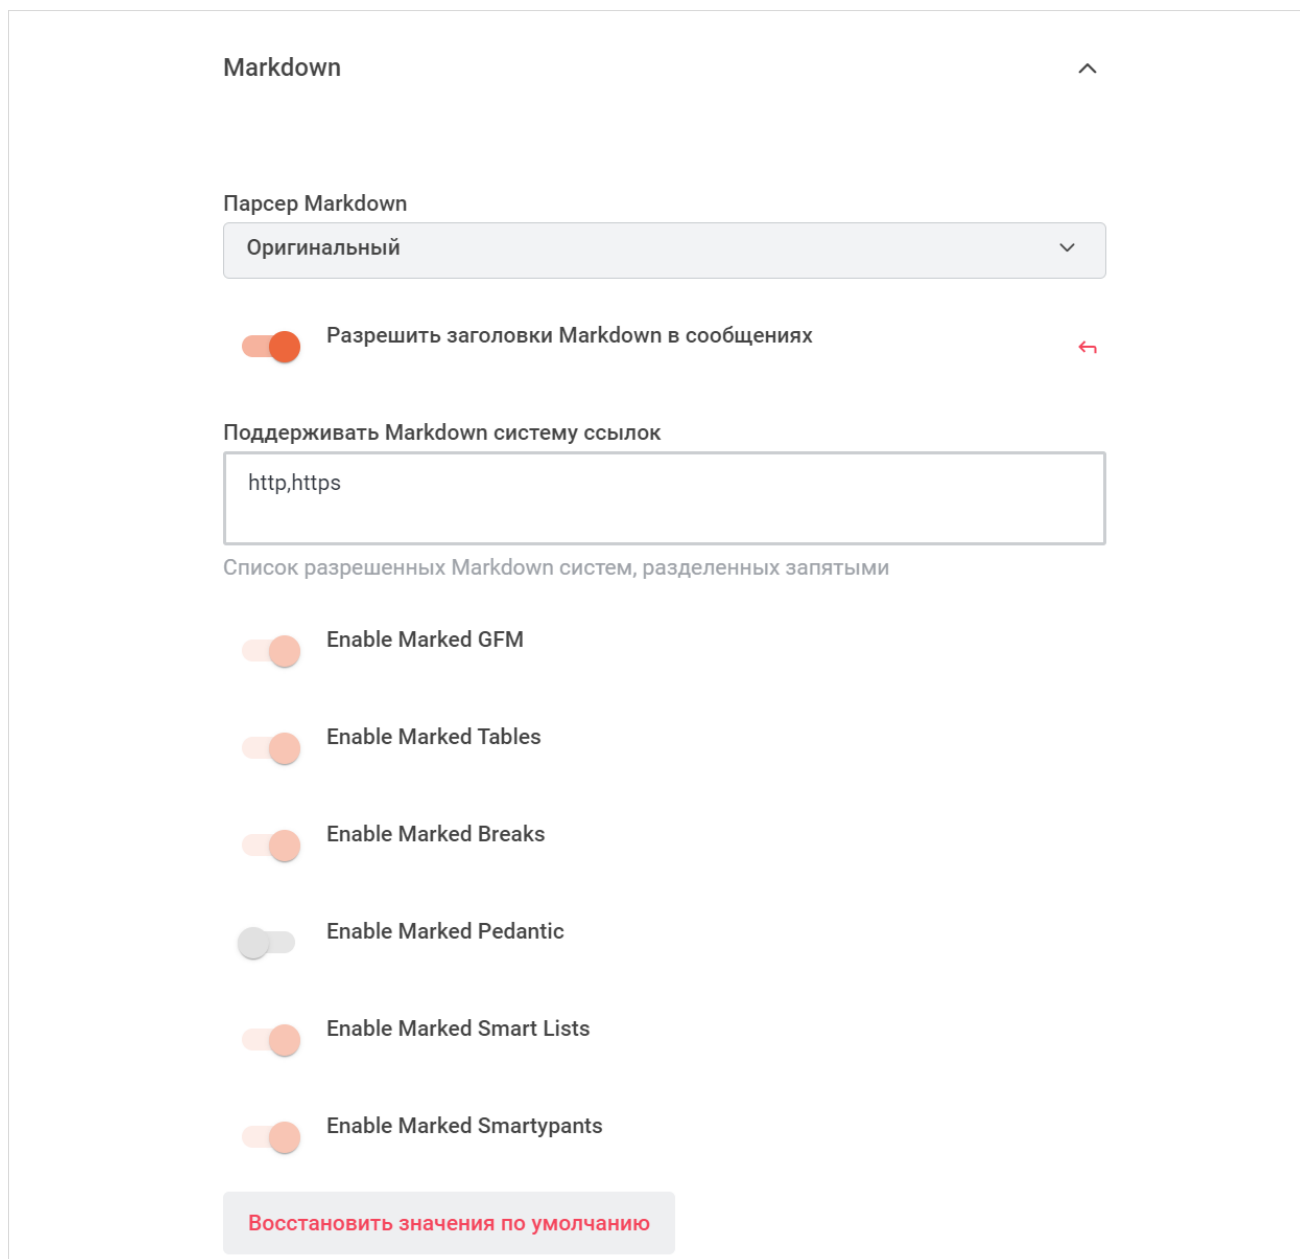 Markdown
Парсер Markdown
Оригинальный
Разрешить заголовки Markdown в сообщениях
Поддерживать Markdown систему ссылок
http,https
Список разрешенных Markdown систем, разделенных запятыми
Enable Marked GFM
Enable Marked Tables
Enable Marked Breaks
Enable Marked Pedantic
Enable Marked Smart Lists
Enable Marked Smartypants
Восстановить значения по умолчанию